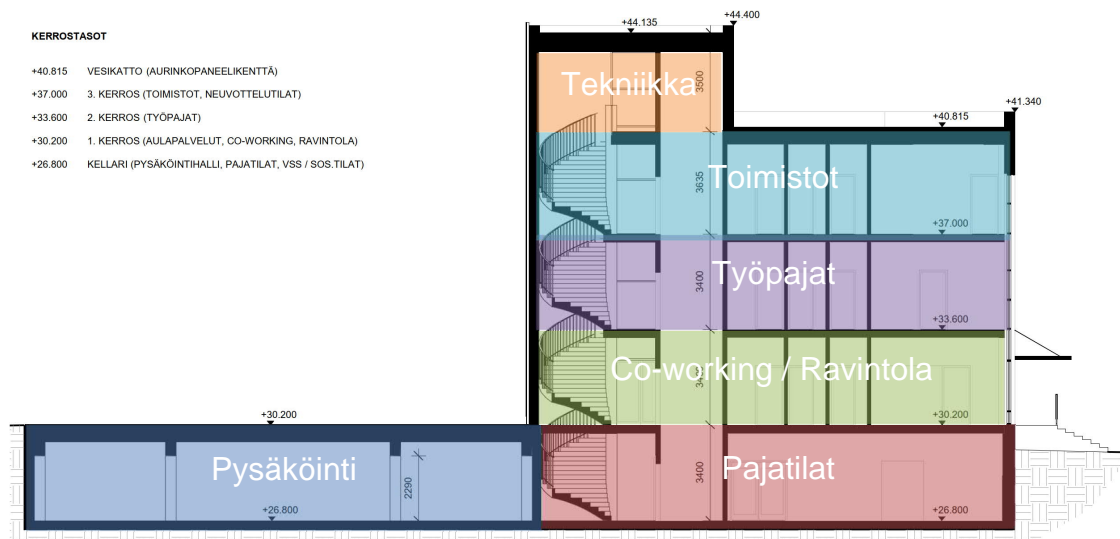 KERROSTASOT
+40.815 VESIKATTO (AURINKOPANEELIKENTTÄ)
+37.000 3. KERROS (TOIMISTOT, NEUVOTTELUTILAT)
+33.600 2. KERROS (TYÖPAJAT)
+30.200 1. KERROS (AULAPALVELUT, CO-WORKING, RAVINTOLA)
+26.800 KELLARI (PYSÄKÖINTIHALLI, PAJATILAT, VSS / SOS.TILAT)
+44.400
+44.135
Tekniikka
3500
+41.340
+40.815
Toimistot
3635
+37.000
Työpajat
3400
+33.600
Co-working / Ravintola
+30.200
+30.200
Pysäköinti
Pajatilat
3400
2290
+26.800
+26.800